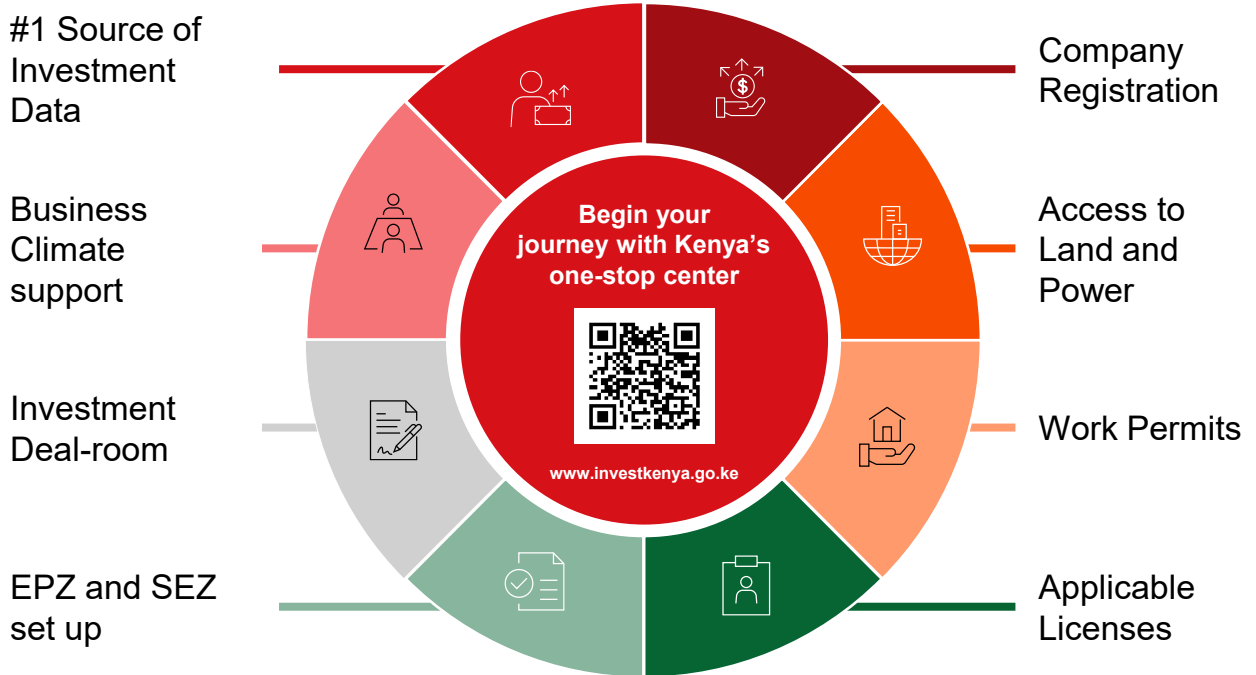 #1 Source of
Investment
Data
Business
Climate
support
Investment
Deal-room
EPZ and SEZ
set up
Begin your
journey with Kenya's
one-stop center
www.investkenya.go.ke
$
Company
Registration
Access to
Land and
Power
Work Permits
Applicable
Licenses